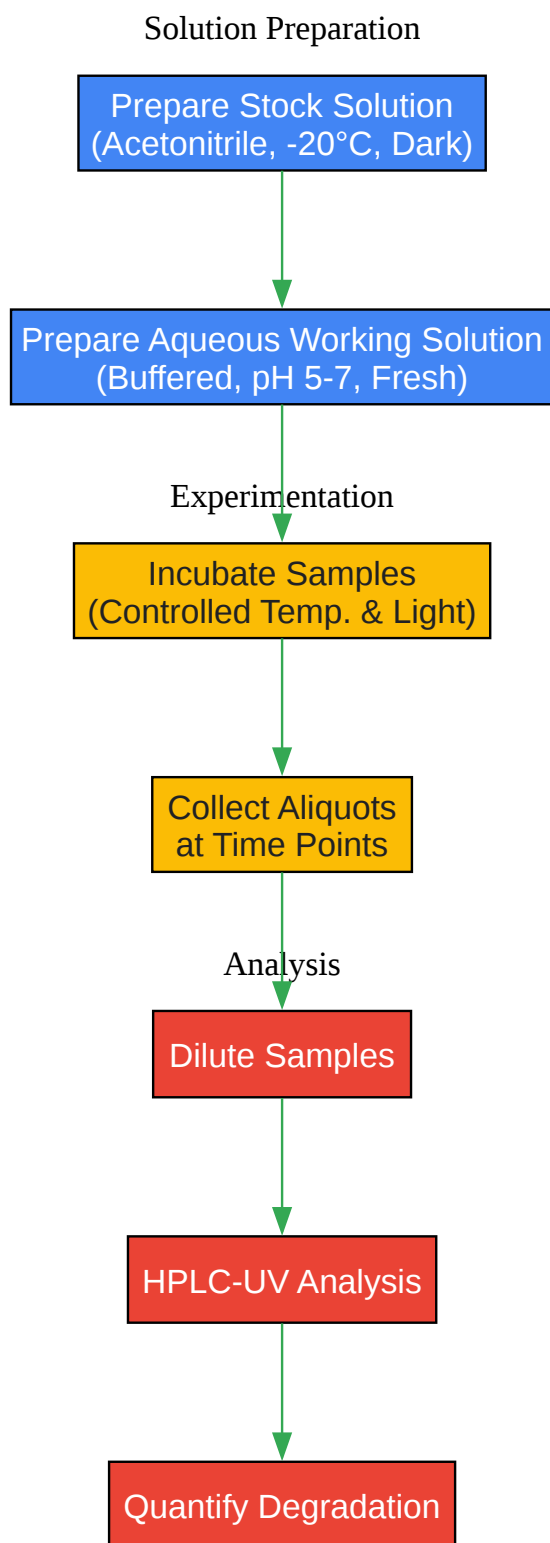 Solution Preparation
Prepare Stock Solution
(Acetonitrile, -20°C, Dark)
Prepare Aqueous Working Solution
(Buffered, pH 5-7, Fresh)
Experimentation
Incubate Samples
(Controlled Temp. & Light)
Collect Aliquots
at Time Points
Analysis
Dilute Samples
HPLC-UV Analysis
Quantify Degradation